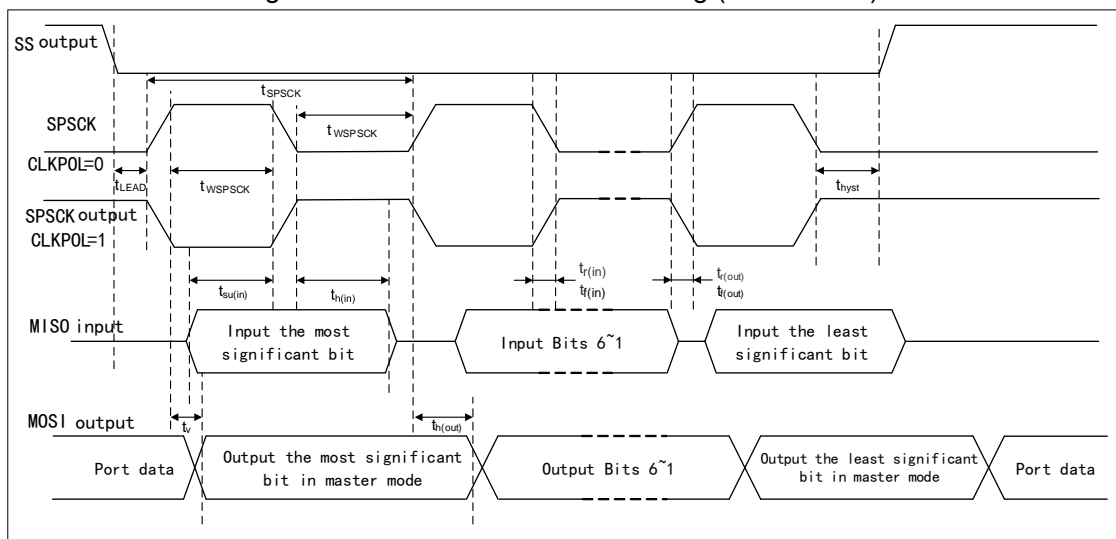 SS output
tSPSCK
SPSCK
CLKPOL=0
tWSPSCK
tLEAD
tWSPSCK
thyst
SPSCK output
CLKPOL=1
tsu(in)
th(in)
tr(in)
tf(in)
tr(out)
tf(out)
MISO input
Input the most
significant bit
Input Bits 6~1
Input the least
significant bit
MOSI output
tv
th(out)
Port data
Output the most significant
bit in master mode
Output Bits 6~1
Output the least significant
bit in master mode
Port data